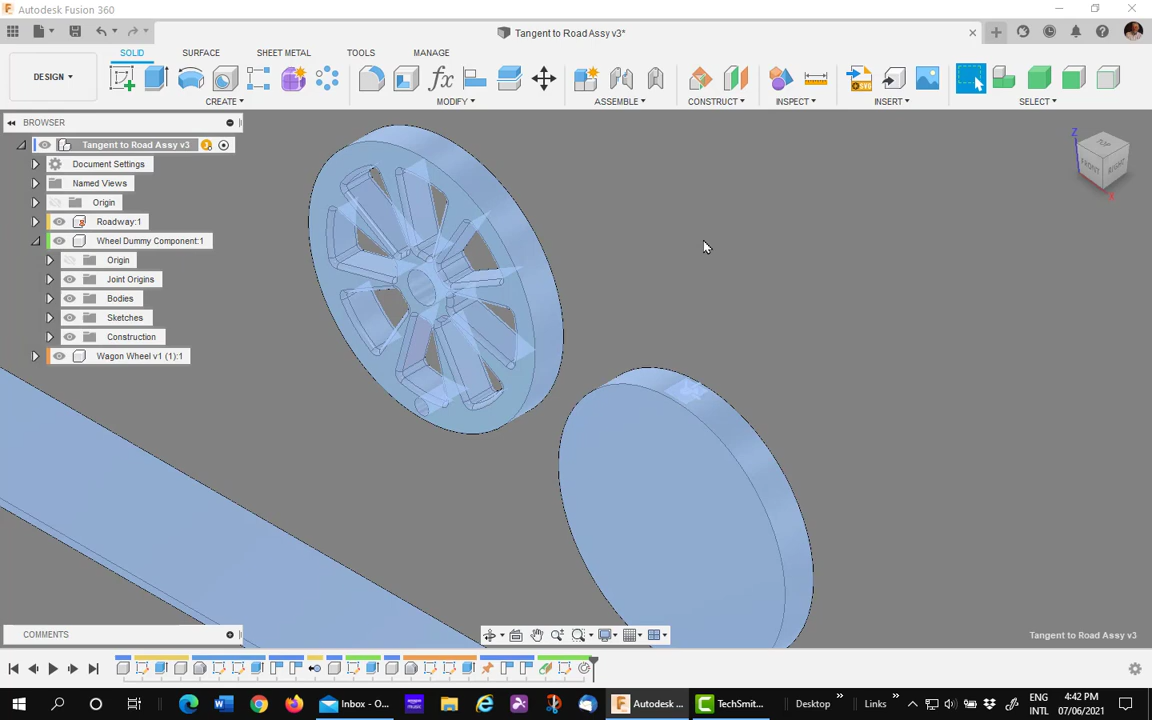 Autodesk Fusion 360
Tangent to Road Assy v3*
SOLID SURFACE SHEET METAL TOOLS MANAGE
DESIGN
CREATE MODIFY ASSEMBLE CONSTRUCT INSPECT INSERT SELECT
BROWSER
Tangent to Road Assy v3
Document Settings
Named Views
Origin
Roadway:1
Wheel Dummy Component:1
Origin
Joint Origins
Bodies
Sketches
Construction
Wagon Wheel v1 (1):1
TOP
FRONT
RIGHT
Z
X
COMMENTS
Tangent to Road Assy v3
Inbox - O...
Autodesk ...
TechSmit...
Desktop
Links
ENG
INTL
4:42 PM
07/06/2021